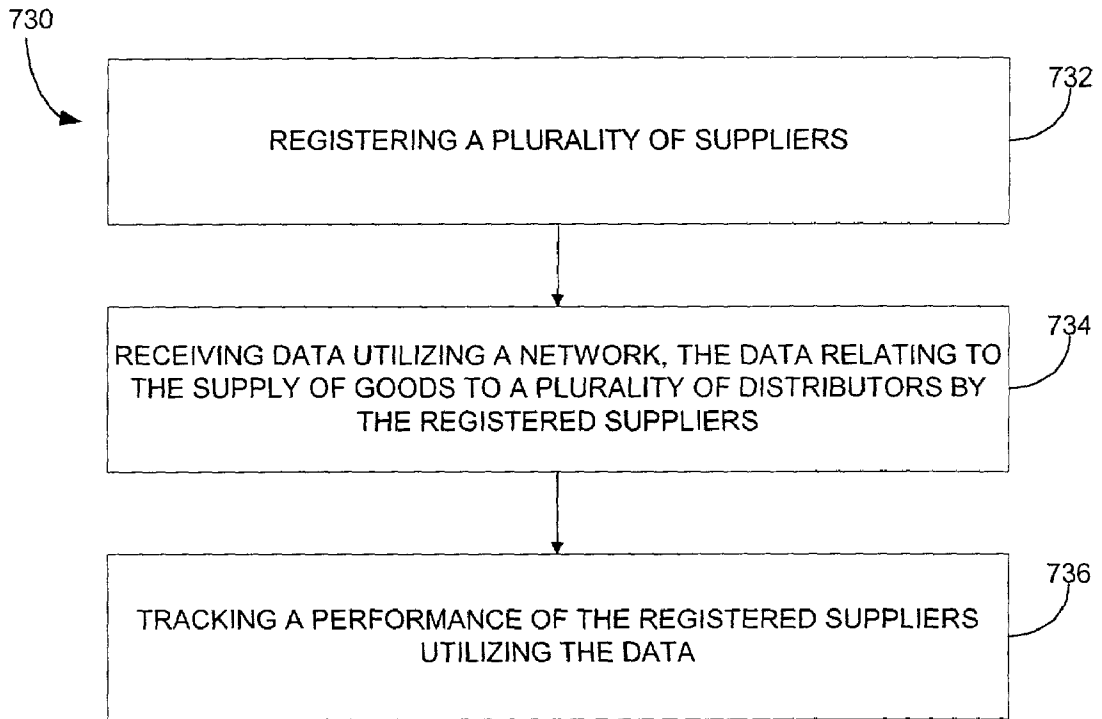 730
732
REGISTERING A PLURALITY OF SUPPLIERS
734
RECEIVING DATA UTILIZING A NETWORK, THE DATA RELATING TO
THE SUPPLY OF GOODS TO A PLURALITY OF DISTRIBUTORS BY
THE REGISTERED SUPPLIERS
736
TRACKING A PERFORMANCE OF THE REGISTERED SUPPLIERS
UTILIZING THE DATA